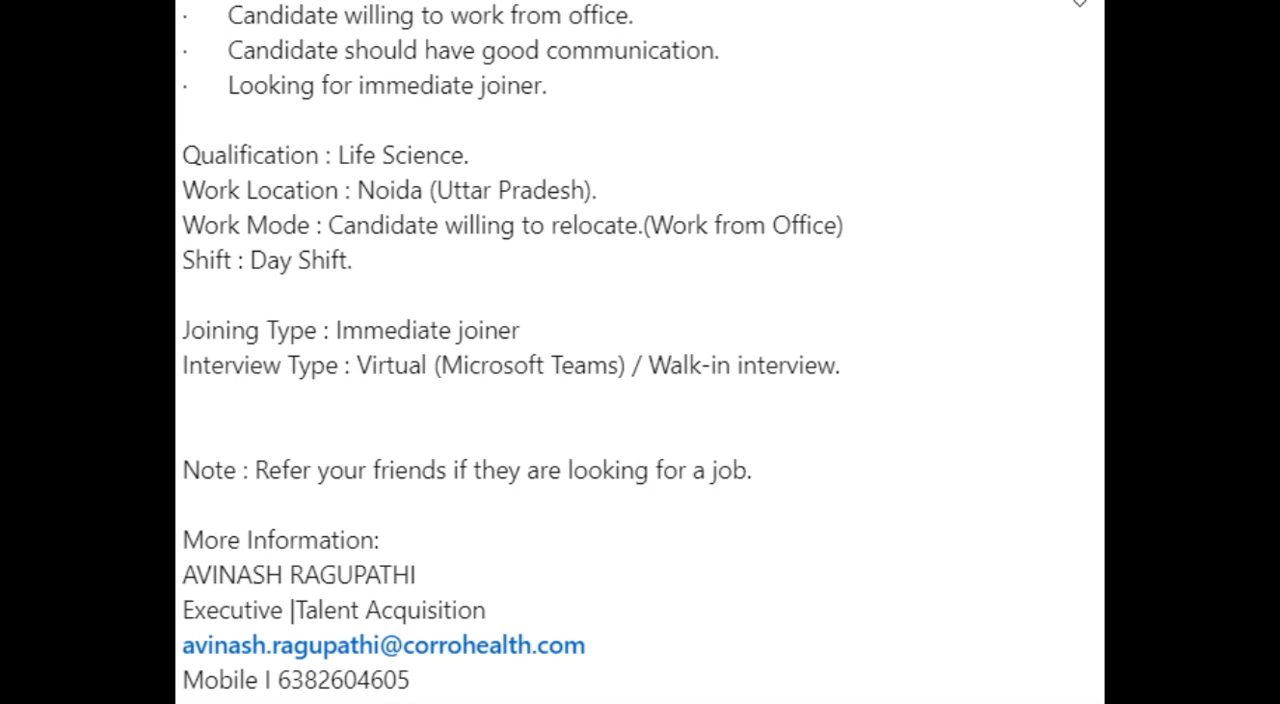 · Candidate willing to work from office.
· Candidate should have good communication.
· Looking for immediate joiner.
Qualification : Life Science.
Work Location : Noida (Uttar Pradesh).
Work Mode : Candidate willing to relocate.(Work from Office)
Shift : Day Shift.
Joining Type : Immediate joiner
Interview Type : Virtual (Microsoft Teams) / Walk-in interview.
Note : Refer your friends if they are looking for a job.
More Information:
AVINASH RAGUPATHI
Executive |Talent Acquisition
avinash.ragupathi@corrohealth.com
Mobile I 6382604605